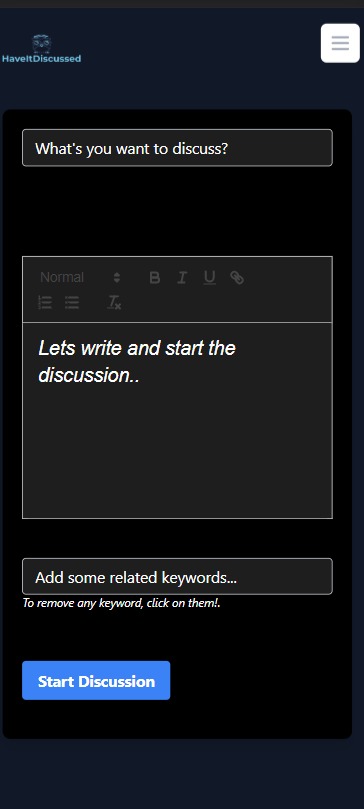 HaveItDiscussed
What's you want to discuss?
Normal
B I U
Lets write and start the
discussion..
Add some related keywords...
To remove any keyword, click on them!.
Start Discussion